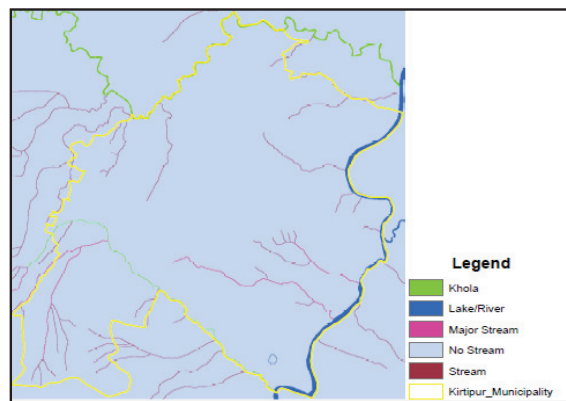 Legend
Khola
Lake/River
Major Stream
No Stream
Stream
Kirtipur_Municipality